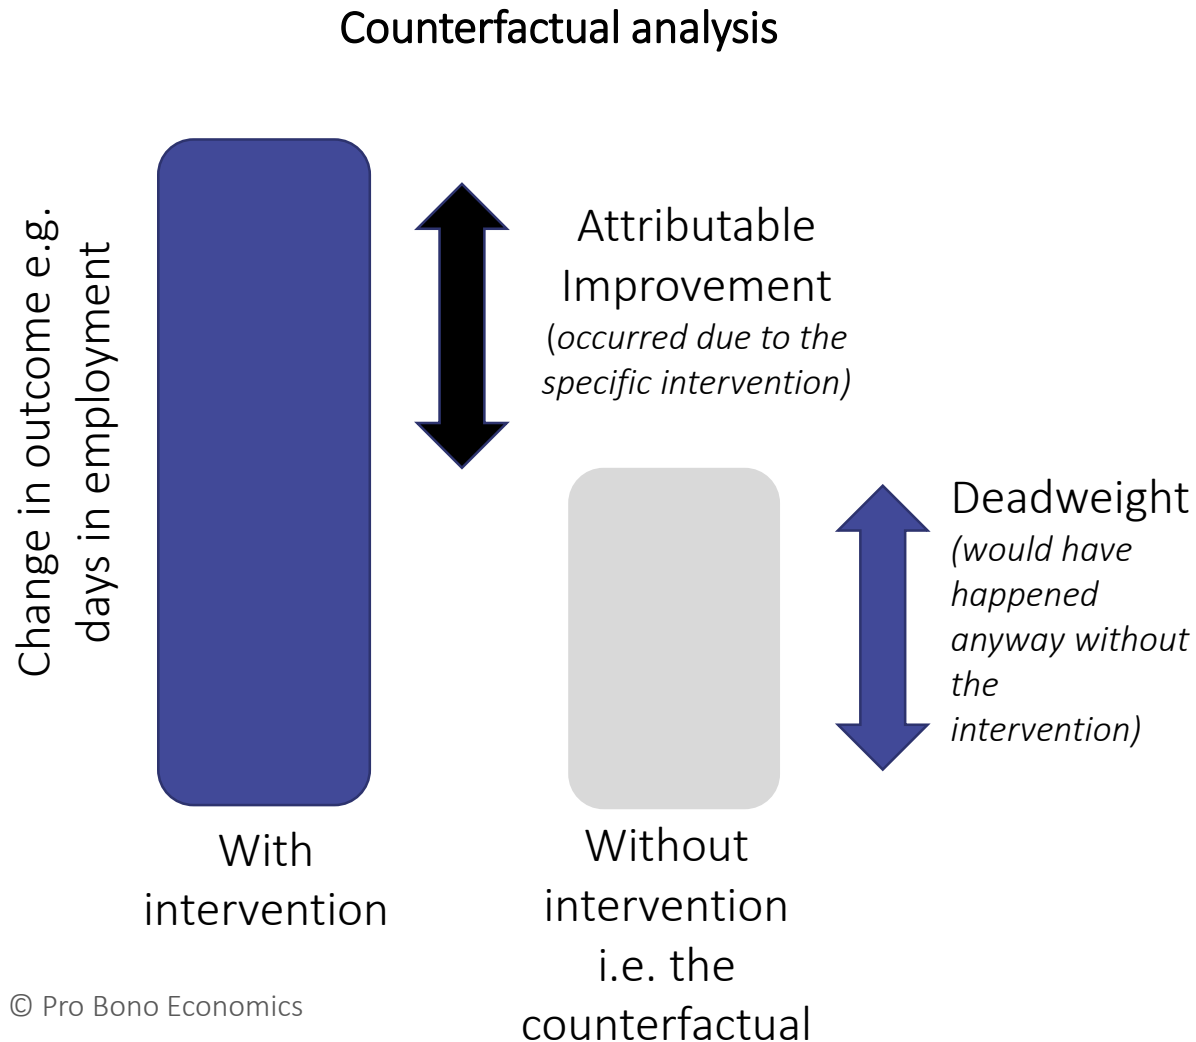 Counterfactual analysis
Change in outcome e.g.
days in employment
Attributable
Improvement
(occurred due to the
specific intervention)
Deadweight
(would have
happened
anyway without
the
intervention)
With
intervention
Without
intervention
i.e. the
counterfactual
© Pro Bono Economics